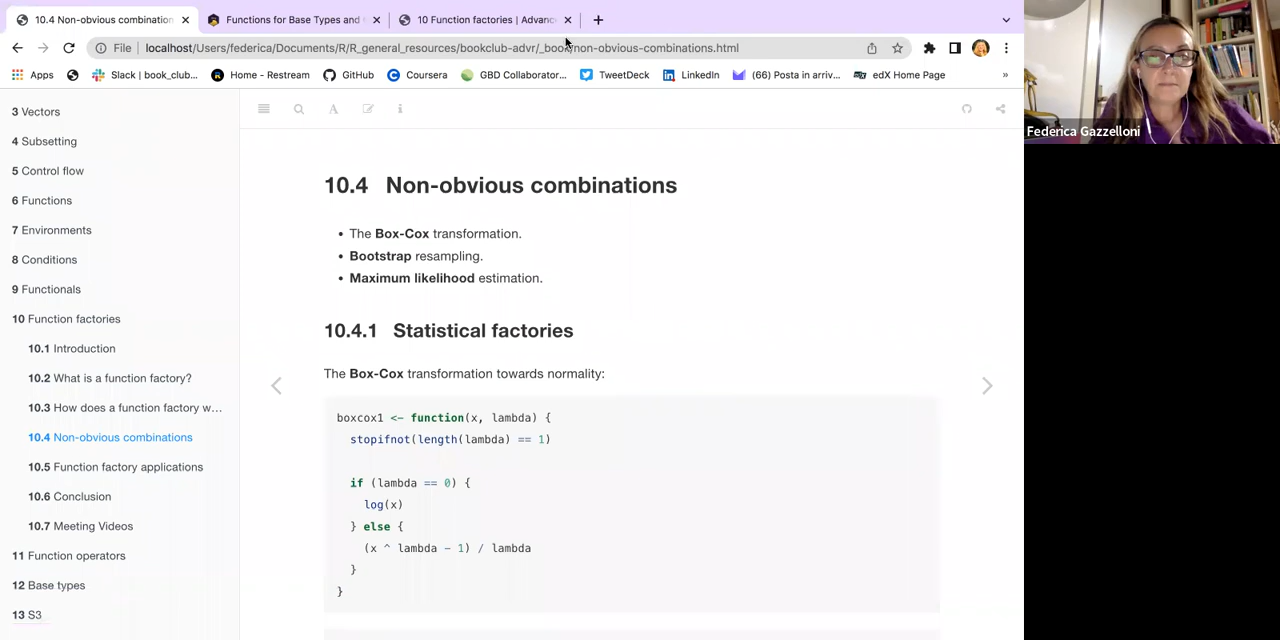 10.4 Non-obvious combination
Functions for Base Types and
10 Function factories | Advanc
File
localhost/Users/federica/Documents/R/R_general_resources/bookclub-advr/_book/non-obvious-combinations.html
Apps
Slack | book_club...
Home - Restream
GitHub
Coursera
GBD Collaborator...
TweetDeck
LinkedIn
(66) Posta in arriv...
edX Home Page
»
3 Vectors
4 Subsetting
5 Control flow
6 Functions
7 Environments
8 Conditions
9 Functionals
10 Function factories
10.1 Introduction
10.2 What is a function factory?
10.3 How does a function factory w...
10.4 Non-obvious combinations
10.5 Function factory applications
10.6 Conclusion
10.7 Meeting Videos
11 Function operators
12 Base types
13 S3
10.4 Non-obvious combinations
• The Box-Cox transformation.
• Bootstrap resampling.
• Maximum likelihood estimation.
10.4.1 Statistical factories
The Box-Cox transformation towards normality:
boxcox1 <- function(x, lambda) {
stopifnot(length(lambda) == 1)
if (lambda == 0) {
log(x)
} else {
(x ^ lambda - 1) / lambda
}
}
Federica Gazzelloni